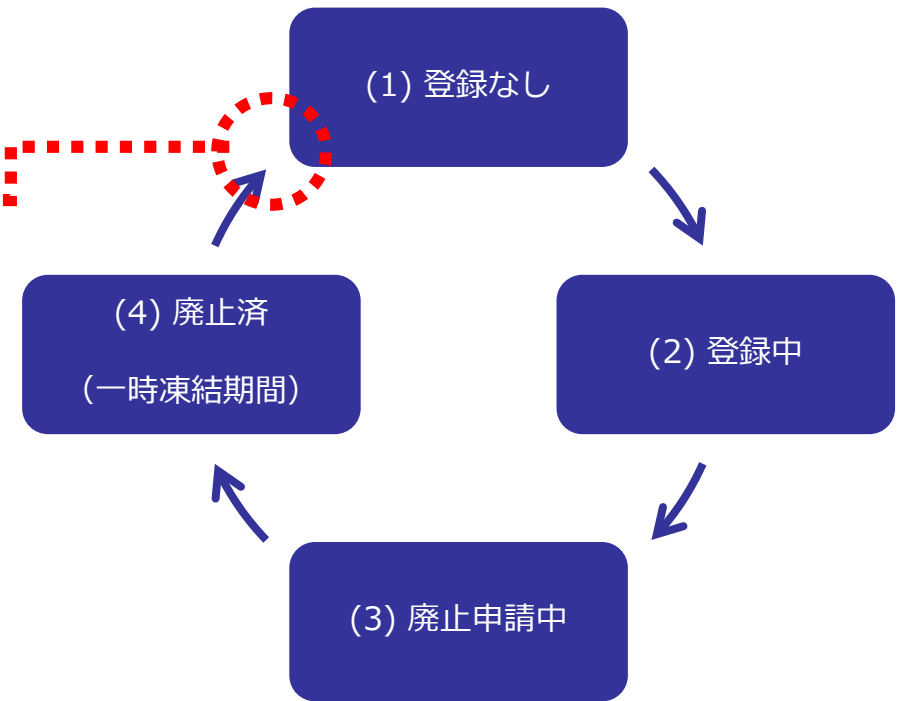 (1) 登録なし
(2) 登録中
(3) 廃止申請中
(4) 廃止済
（一時凍結期間）